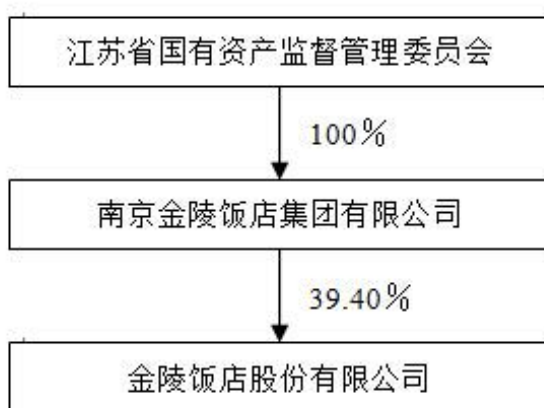 江苏省国有资产监督管理委员会
100%
南京金陵饭店集团有限公司
39.40%
金陵饭店股份有限公司